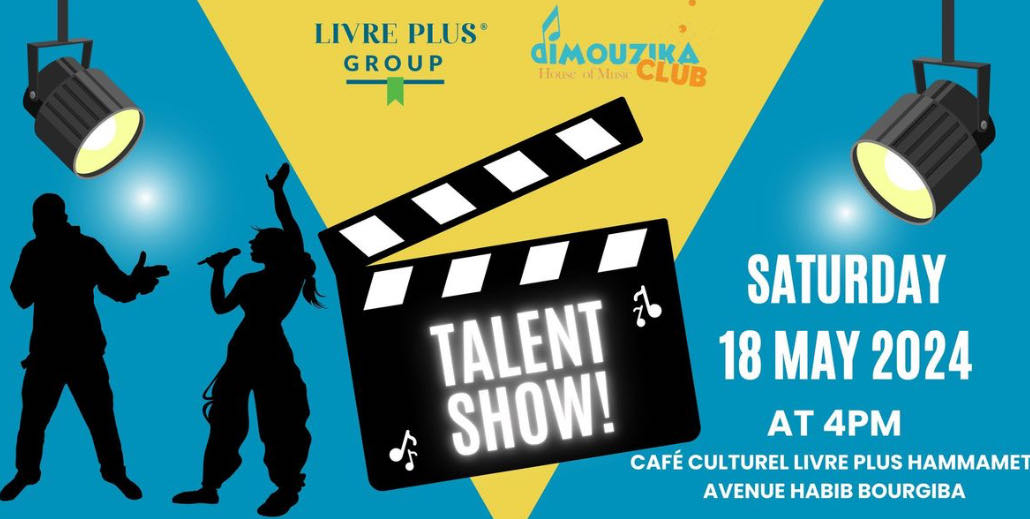 LIVRE PLUS®
GROUP
diMOUZIKA
House of Music CLUB
TALENT
SHOW!
SATURDAY
18 MAY 2024
AT 4PM
CAFÉ CULTUREL LIVRE PLUS HAMMAMET
AVENUE HABIB BOURGIBA